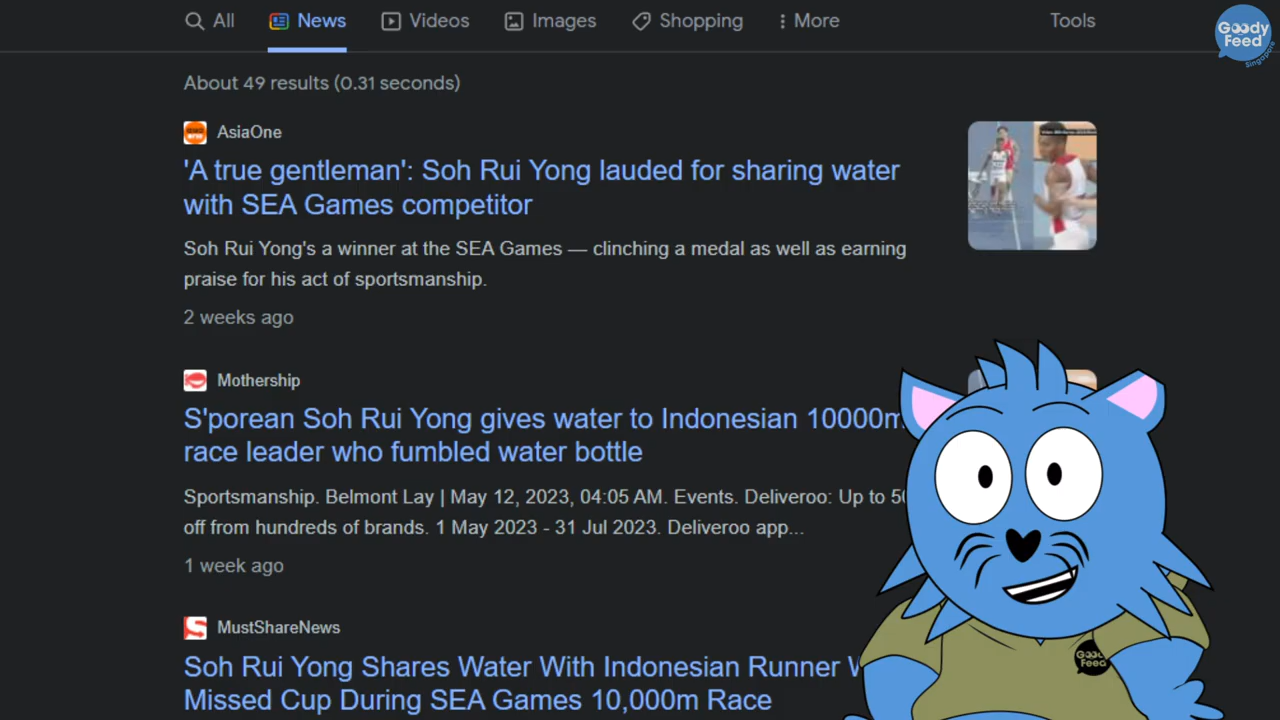 All
News
Videos
Images
Shopping
More
Tools
Goody
Feed
Singapore
About 49 results (0.31 seconds)
AsiaOne
'A true gentleman': Soh Rui Yong lauded for sharing water
with SEA Games competitor
Soh Rui Yong's a winner at the SEA Games — clinching a medal as well as earning
praise for his act of sportsmanship.
2 weeks ago
Mothership
S'porean Soh Rui Yong gives water to Indonesian 10000m
race leader who fumbled water bottle
Sportsmanship. Belmont Lay | May 12, 2023, 04:05 AM. Events. Deliveroo: Up to 50
off from hundreds of brands. 1 May 2023 - 31 Jul 2023. Deliveroo app...
1 week ago
MustShareNews
Soh Rui Yong Shares Water With Indonesian Runner
Missed Cup During SEA Games 10,000m Race
Goody
Feed